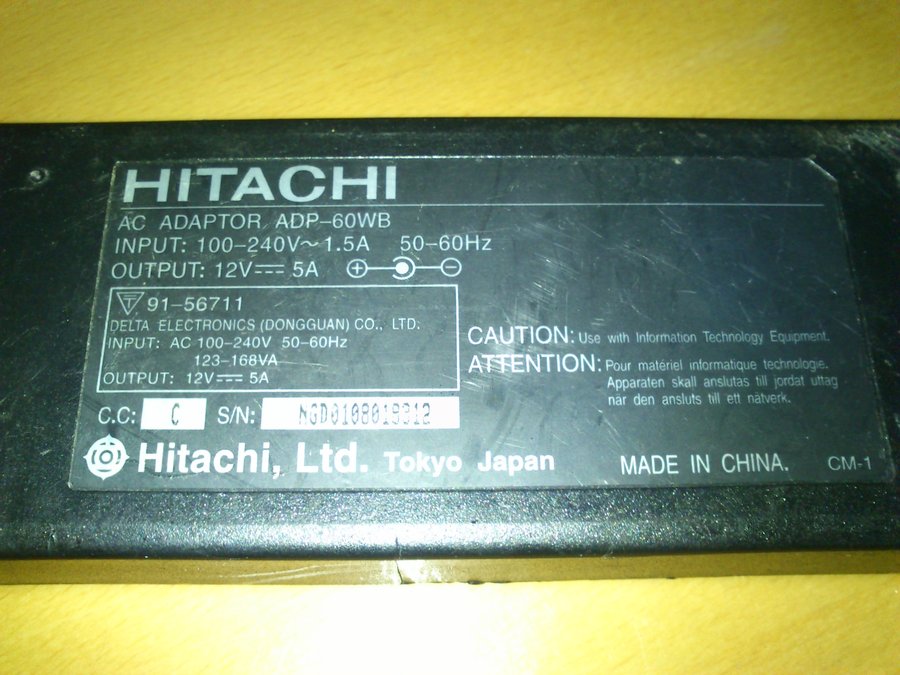 HITACHI
AC ADAPTOR ADP-60WB
INPUT: 100-240V~ 1.5A 50-60Hz
OUTPUT: 12V⎓ 5A
91-56711
DELTA ELECTRONICS (DONGGUAN) CO., LTD.
INPUT: AC 100-240V 50-60Hz
123-168VA
OUTPUT: 12V⎓ 5A
CAUTION: Use with Information Technology Equipment.
ATTENTION: Pour matériel informatique technologie.
Apparaten skall anslutas till jordat uttag
när den ansluts till ett nätverk.
C.C: C S/N:
Hitachi, Ltd. Tokyo Japan
MADE IN CHINA. CM-1